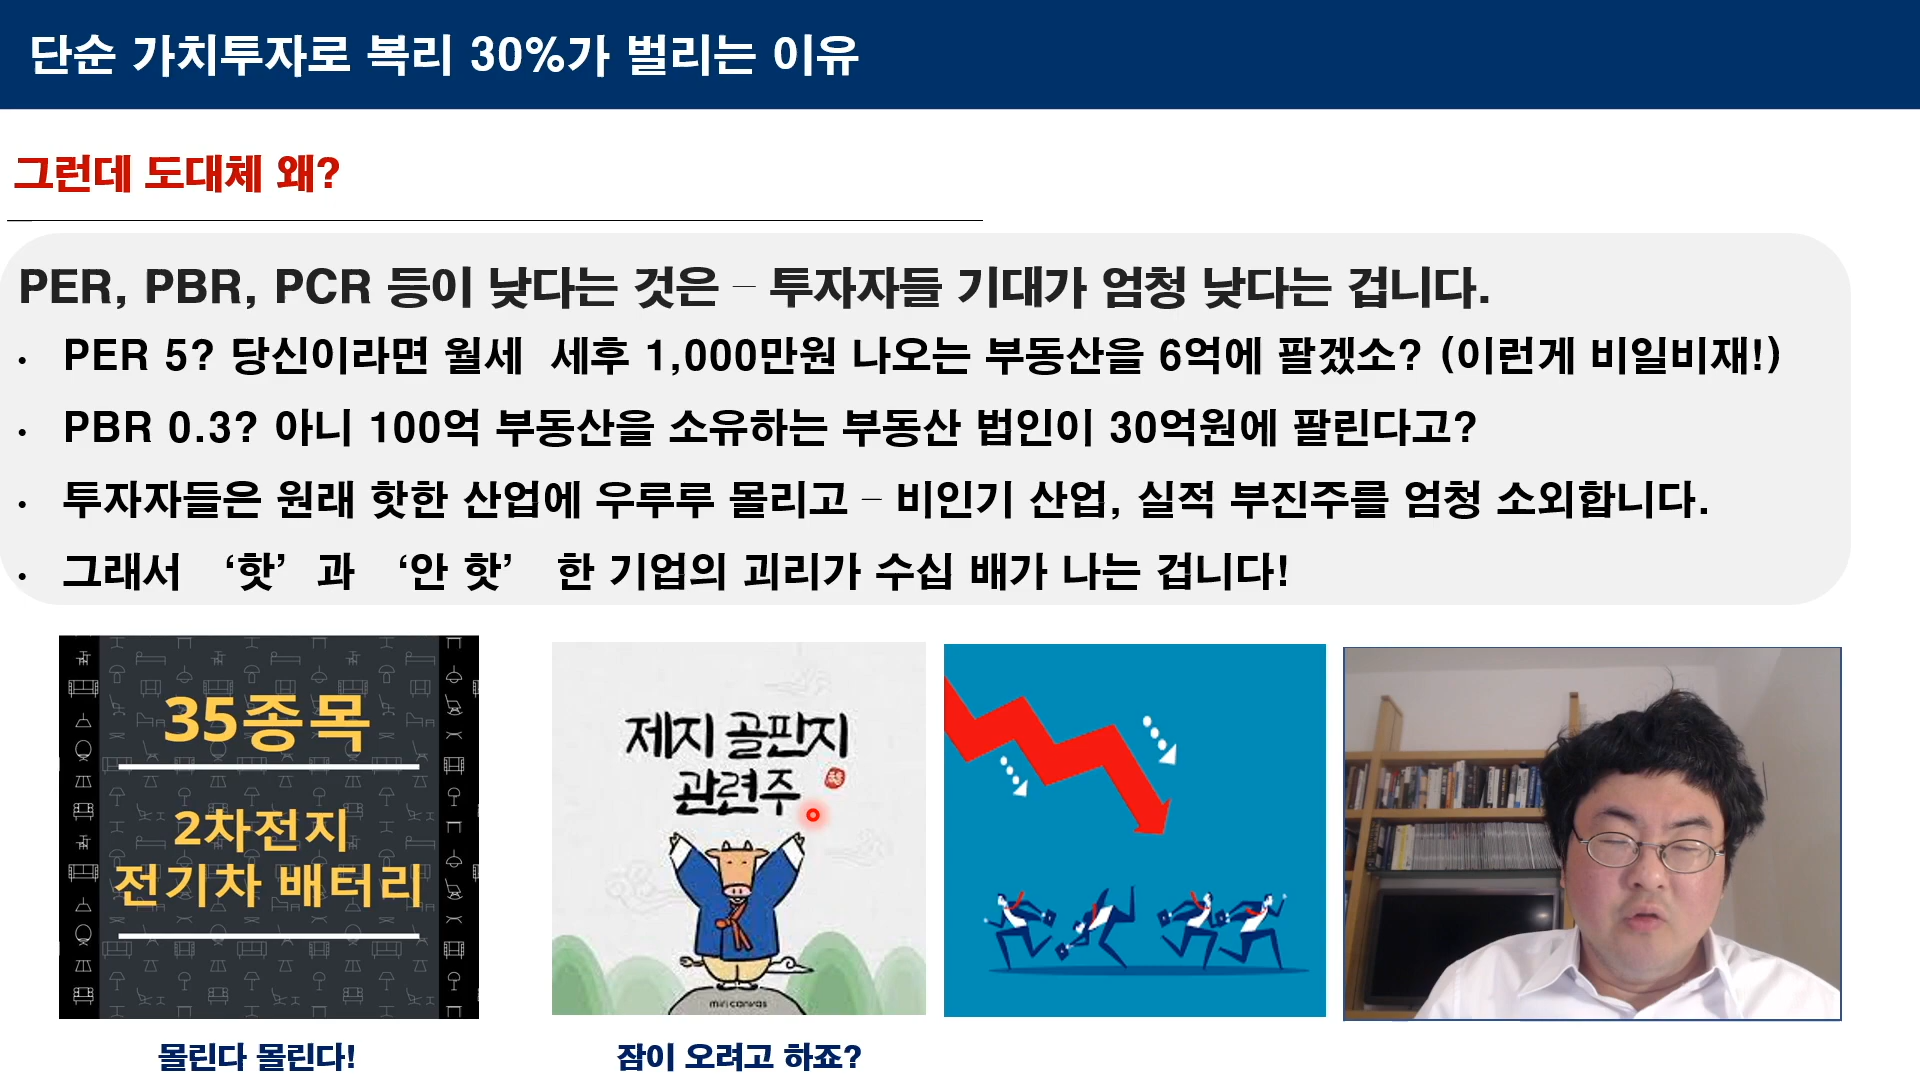 단순 가치투자로 복리 30%가 벌리는 이유
그런데 도대체 왜?
PER, PBR, PCR 등이 낮다는 것은 – 투자자들 기대가 엄청 낮다는 겁니다.
• PER 5? 당신이라면 월세 세후 1,000만원 나오는 부동산을 6억에 팔겠소? (이런게 비일비재!)
• PBR 0.3? 아니 100억 부동산을 소유하는 부동산 법인이 30억원에 팔린다고?
• 투자자들은 원래 핫한 산업에 우루루 몰리고 – 비인기 산업, 실적 부진주를 엄청 소외합니다.
• 그래서 ‘핫’ 과 ‘안 핫’ 한 기업의 괴리가 수십 배가 나는 겁니다!
35종목
2차전지
전기차 배터리
제지 골판지
관련주
miricanvas
몰린다 몰린다!
잠이 오려고 하죠?